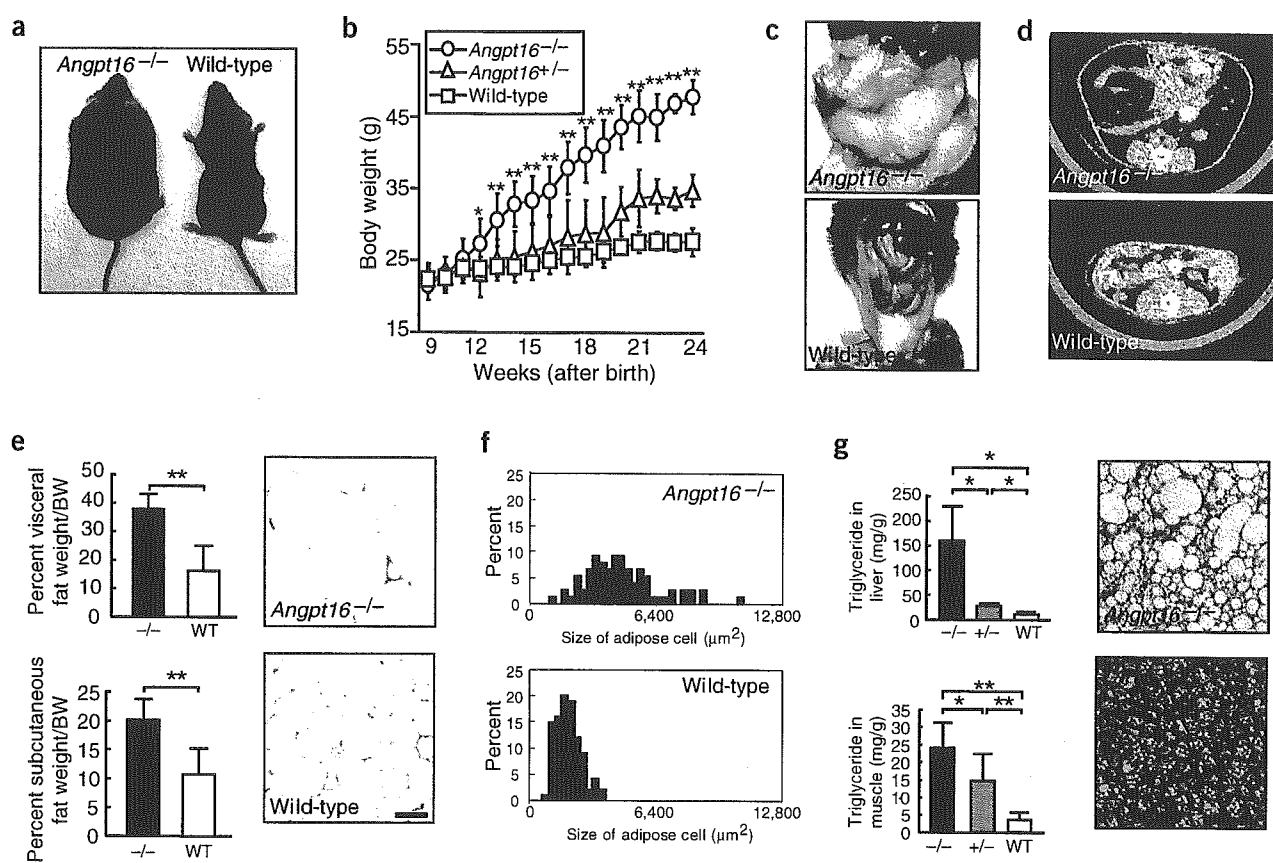 a
Angptl6−/− Wild-type
b
55
45
35
25
15
Body weight (g)
Angptl6−/−
Angptl6+/−
Wild-type
* ** ** ** ** ** ** ** ** ** ** ** **
9 12 15 18 21 24
Weeks (after birth)
c
Angptl6−/−
Wild-type
d
Angptl6−/−
Wild-type
e
Percent visceral
fat weight/BW
50
40
30
20
10
0
**
−/− WT
Angptl6−/−
Percent subcutaneous
fat weight/BW
25
20
15
10
5
0
**
−/− WT
Wild-type
f
Percent
25
20
15
10
5
0
Angptl6−/−
0 6,400 12,800
Size of adipose cell (μm2)
Percent
25
20
15
10
5
0
Wild-type
0 6,400 12,800
Size of adipose cell (μm2)
g
Triglyceride in
liver (mg/g)
250
200
150
100
50
0
*
* *
−/− +/− WT
Angptl6−/−
Triglyceride in
muscle (mg/g)
35
30
25
20
15
10
5
0
**
* **
−/− +/− WT